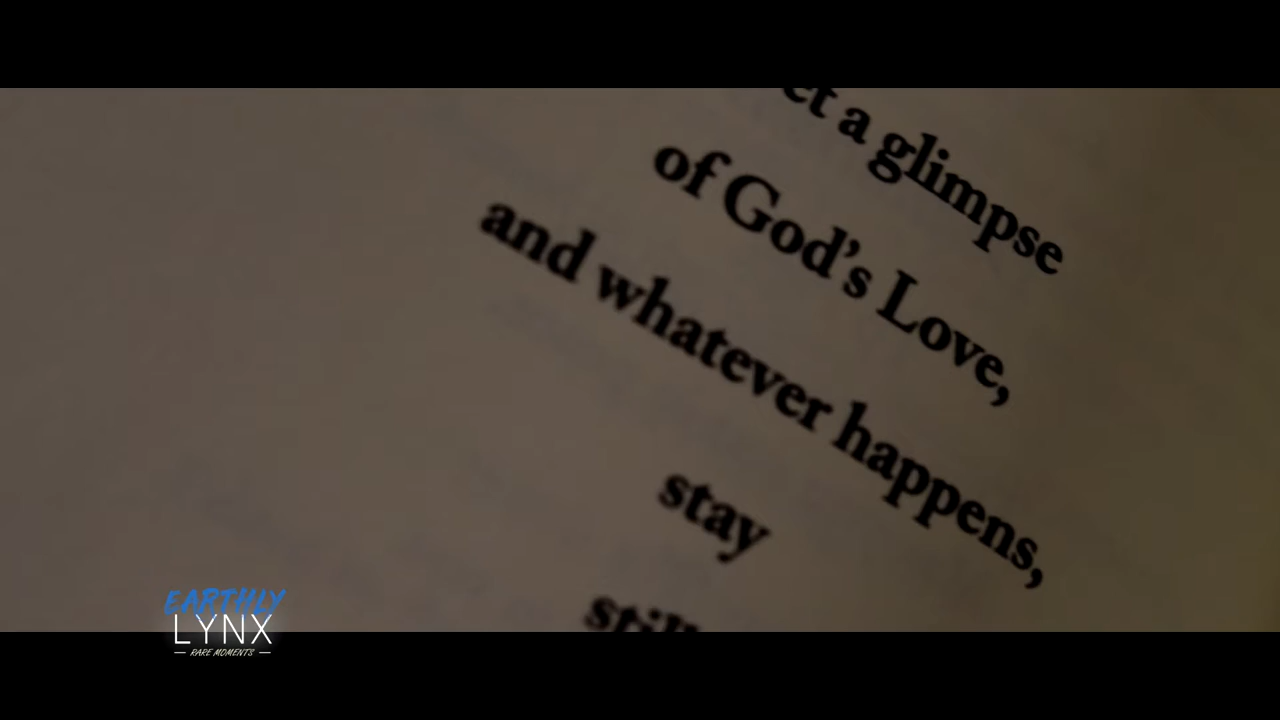 a glimpse
of God's Love,
and whatever happens,
stay
EARTHLY
LYNX
RARE MOMENTS